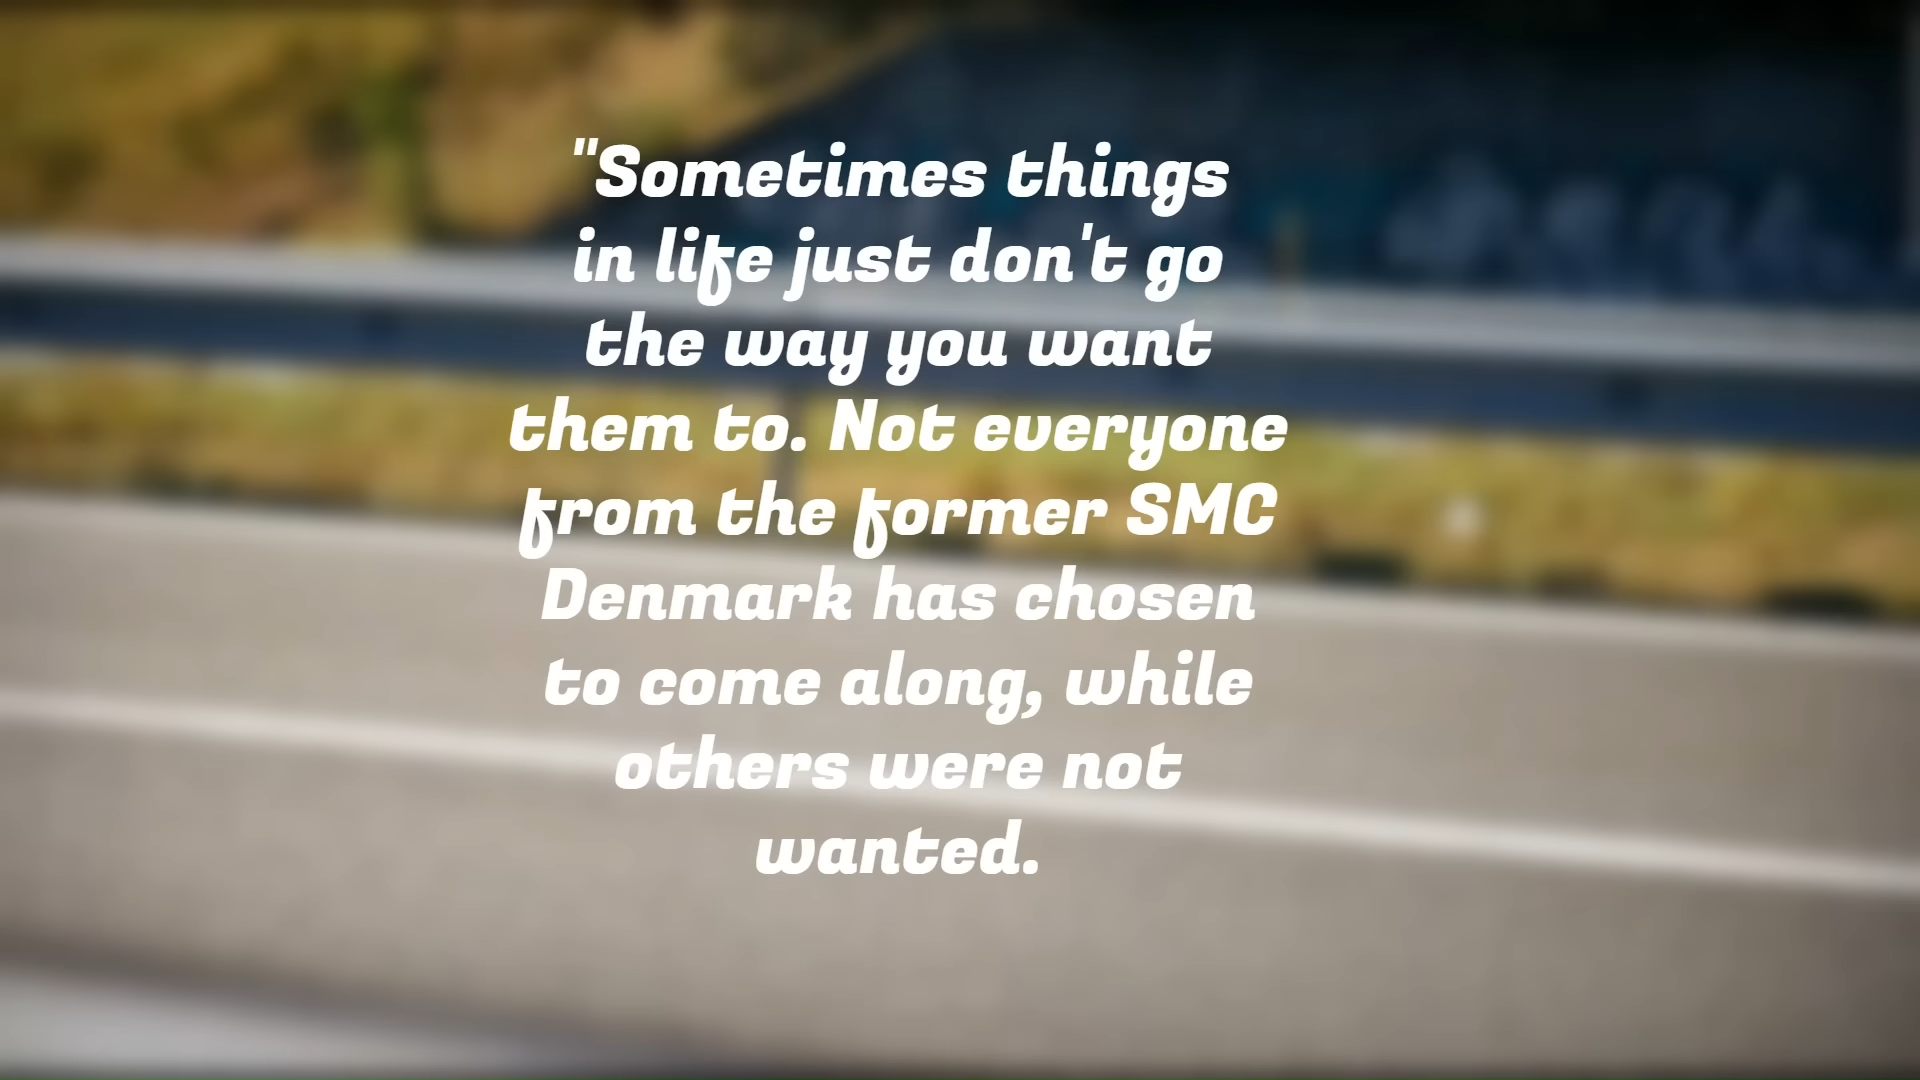 "Sometimes things
in life just don't go
the way you want
them to. Not everyone
from the former SMC
Denmark has chosen
to come along, while
others were not
wanted.